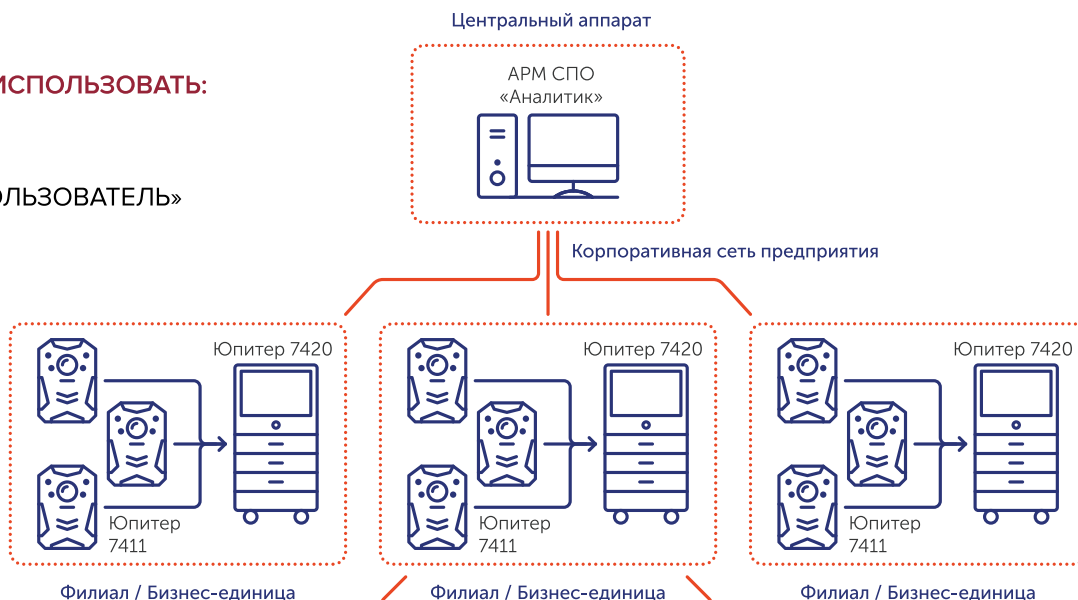 Центральный аппарат
ИСПОЛЬЗОВАТЬ:
АРМ СПО
«Аналитик»
ОЛЬЗОВАТЕЛЬ»
Корпоративная сеть предприятия
Юпитер 7420
Юпитер
7411
Филиал / Бизнес-единица
Юпитер 7420
Юпитер
7411
Филиал / Бизнес-единица
Юпитер 7420
Юпитер
7411
Филиал / Бизнес-единица